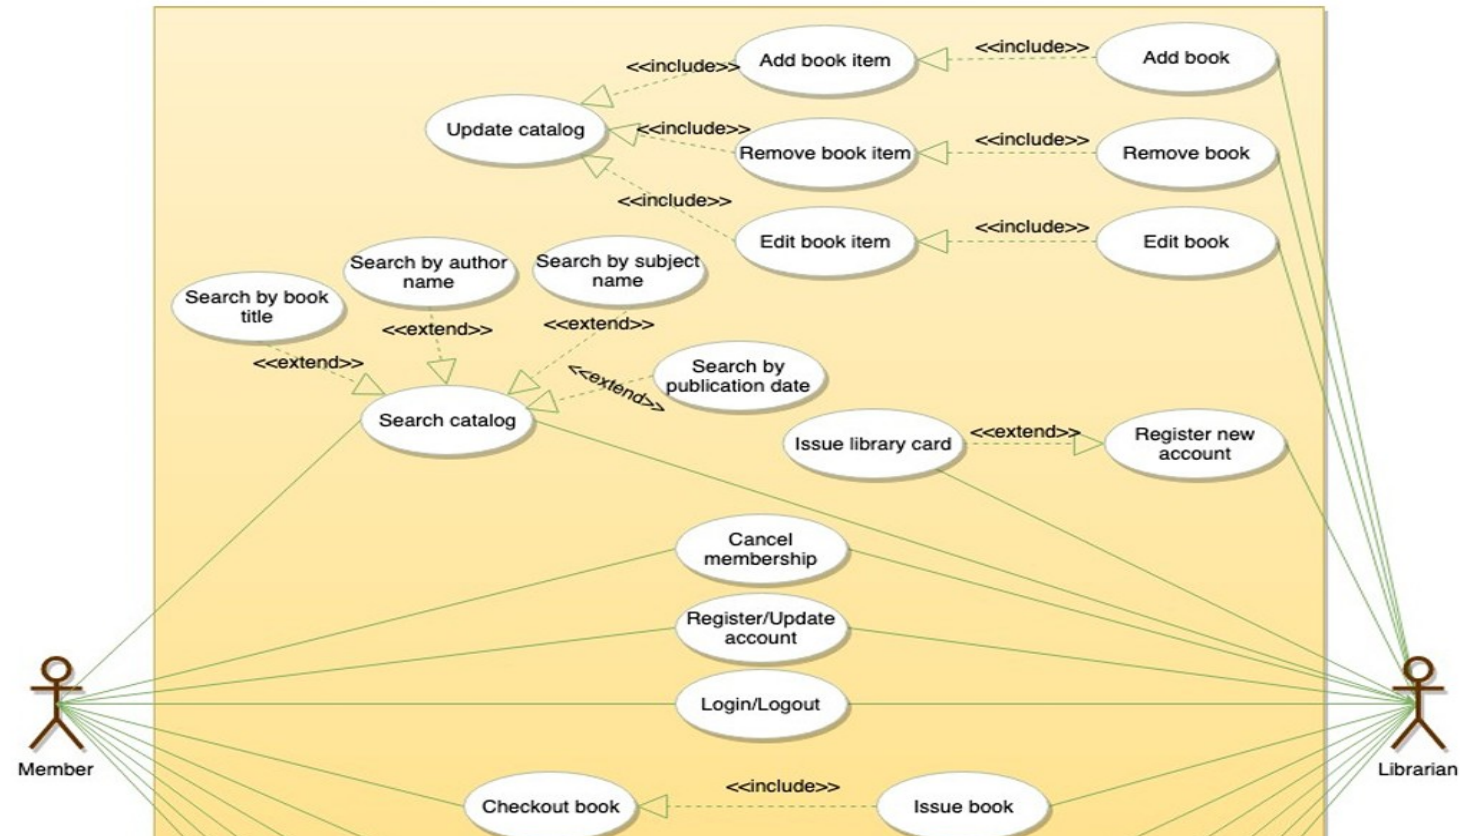 <<include>>
Add book item
<<include>>
Add book
Update catalog
<<include>>
Remove book item
<<include>>
Remove book
<<include>>
Edit book item
<<include>>
Edit book
Search by book
title
Search by author
name
Search by subject
name
<<extend>>
<<extend>>
<<extend>>
<<extend>>
Search by
publication date
Search catalog
Issue library card
<<extend>>
Register new
account
Cancel
membership
Register/Update
account
Login/Logout
Member
Librarian
Checkout book
<<include>>
Issue book